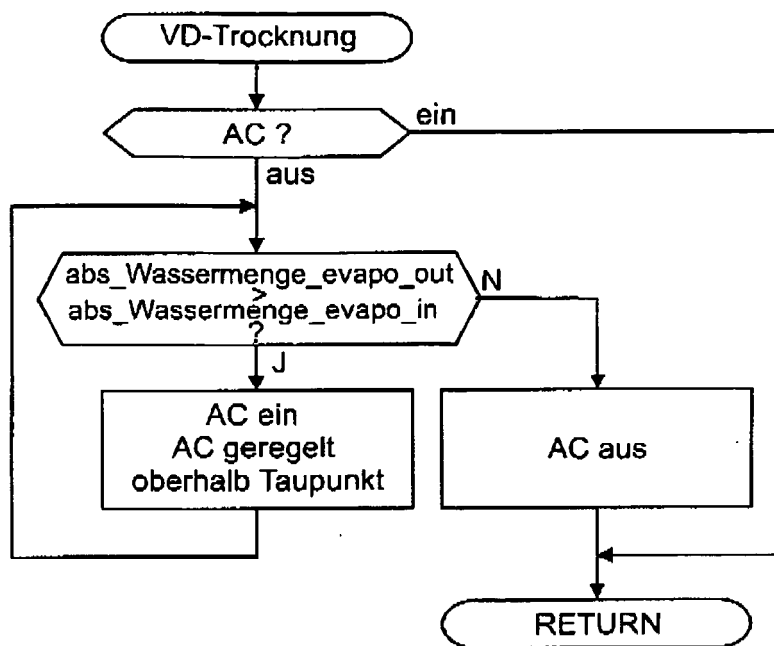 VD-Trocknung
AC ?
ein
aus
abs_Wassermenge_evapo_out
>
abs_Wassermenge_evapo_in
?
N
J
AC ein
AC geregelt
oberhalb Taupunkt
AC aus
RETURN